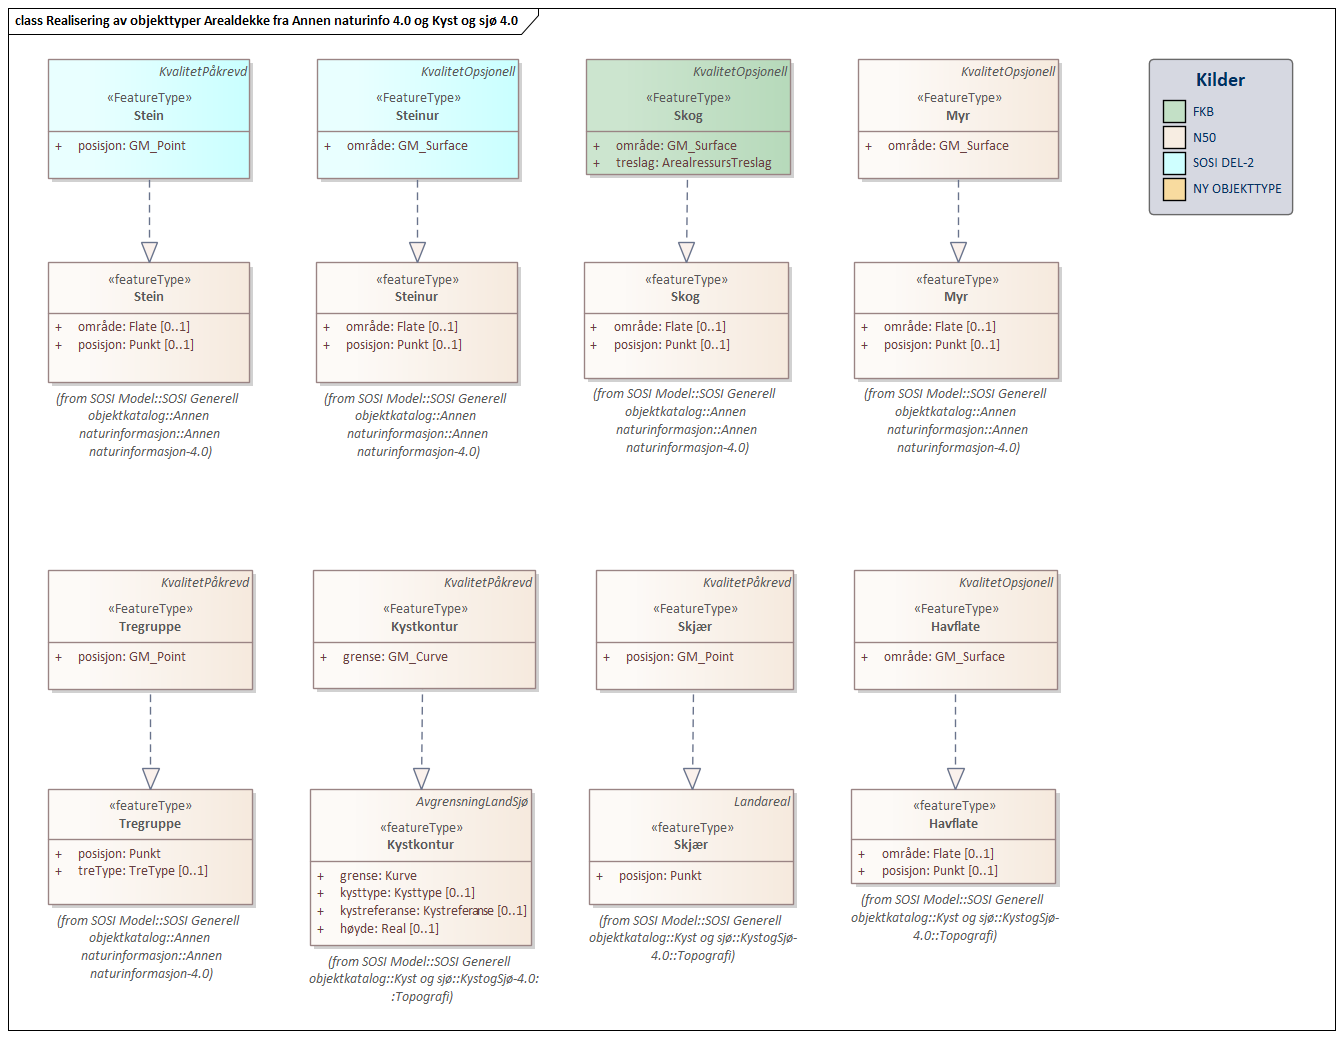 class Realisering av objekttyper Arealdekke fra Annen naturinfo 4.0 og Kyst og sjø 4.0
KvalitetPåkrevd
«FeatureType»
Stein
+ posisjon: GM_Point
KvalitetOpsjonell
«FeatureType»
Steinur
+ område: GM_Surface
KvalitetOpsjonell
«FeatureType»
Skog
+ område: GM_Surface
+ treslag: ArealressursTreslag
KvalitetOpsjonell
«FeatureType»
Myr
+ område: GM_Surface
Kilder
FKB
N50
SOSI DEL-2
NY OBJEKTTYPE
«featureType»
Stein
+ område: Flate [0..1]
+ posisjon: Punkt [0..1]
(from SOSI Model::SOSI Generell
objektkatalog::Annen
naturinformasjon::Annen
naturinformasjon-4.0)
«featureType»
Steinur
+ område: Flate [0..1]
+ posisjon: Punkt [0..1]
(from SOSI Model::SOSI Generell
objektkatalog::Annen
naturinformasjon::Annen
naturinformasjon-4.0)
«featureType»
Skog
+ område: Flate [0..1]
+ posisjon: Punkt [0..1]
(from SOSI Model::SOSI Generell
objektkatalog::Annen
naturinformasjon::Annen
naturinformasjon-4.0)
«featureType»
Myr
+ område: Flate [0..1]
+ posisjon: Punkt [0..1]
(from SOSI Model::SOSI Generell
objektkatalog::Annen
naturinformasjon::Annen
naturinformasjon-4.0)
KvalitetPåkrevd
«FeatureType»
Tregruppe
+ posisjon: GM_Point
KvalitetPåkrevd
«FeatureType»
Kystkontur
+ grense: GM_Curve
KvalitetPåkrevd
«FeatureType»
Skjær
+ posisjon: GM_Point
KvalitetOpsjonell
«FeatureType»
Havflate
+ område: GM_Surface
«featureType»
Tregruppe
+ posisjon: Punkt
+ treType: TreType [0..1]
(from SOSI Model::SOSI Generell
objektkatalog::Annen
naturinformasjon::Annen
naturinformasjon-4.0)
AvgrensningLandSjø
«featureType»
Kystkontur
+ grense: Kurve
+ kysttype: Kysttype [0..1]
+ kystreferanse: Kystreferanse [0..1]
+ høyde: Real [0..1]
(from SOSI Model::SOSI Generell
objektkatalog::Kyst og sjø::KystogSjø-4.0:
:Topografi)
Landareal
«featureType»
Skjær
+ posisjon: Punkt
(from SOSI Model::SOSI Generell
objektkatalog::Kyst og sjø::KystogSjø-
4.0::Topografi)
«featureType»
Havflate
+ område: Flate [0..1]
+ posisjon: Punkt [0..1]
(from SOSI Model::SOSI Generell
objektkatalog::Kyst og sjø::KystogSjø-
4.0::Topografi)